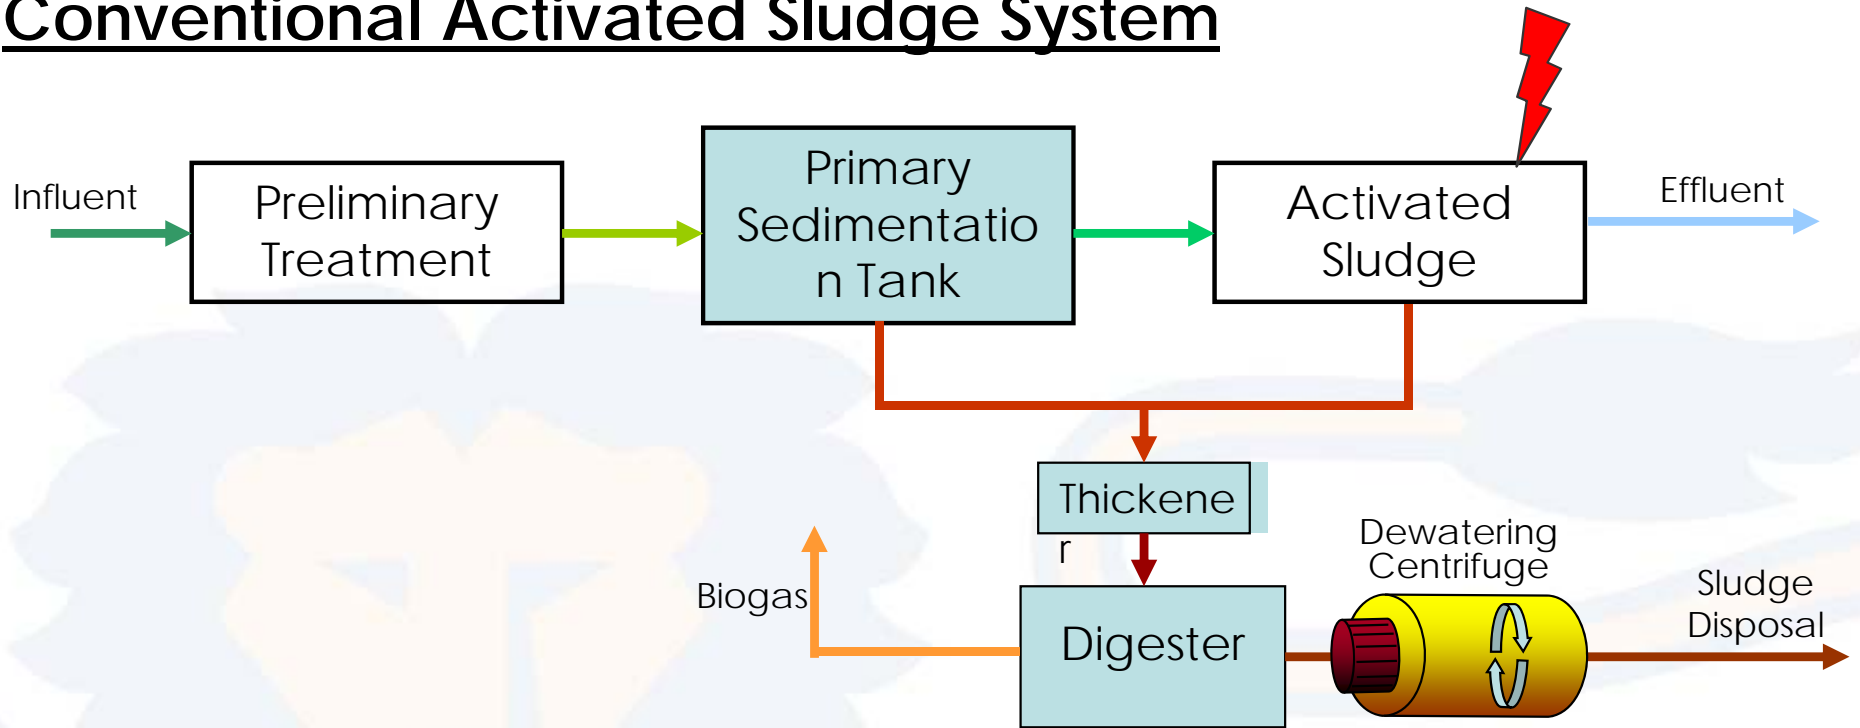 Conventional Activated Sludge System
Influent
Preliminary
Treatment
Primary
Sedimentatio
n Tank
Activated
Sludge
Effluent
Thickene
r
Dewatering
Centrifuge
Biogas
Digester
Sludge
Disposal